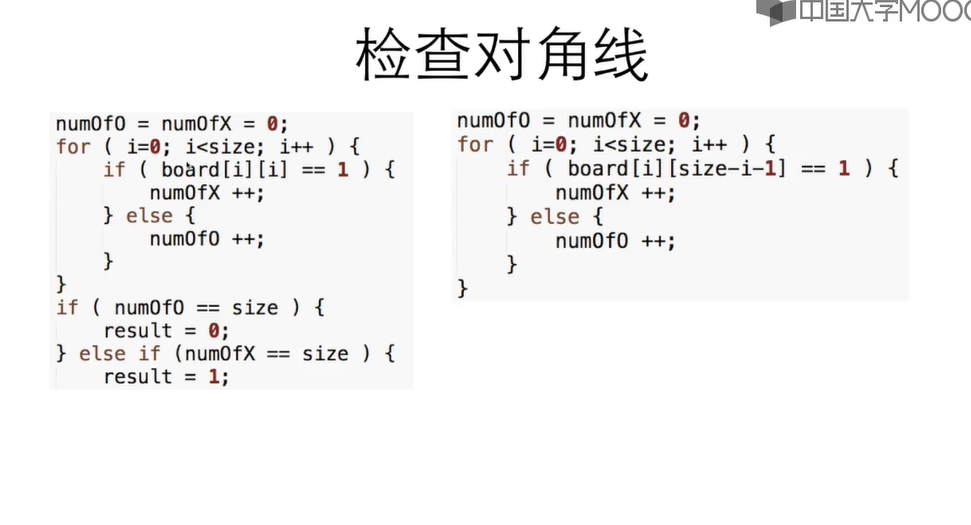 中国大学MOOC
检查对角线
numOfO = numOfX = 0;
for ( i=0; i<size; i++ ) {
if ( board[i][i] == 1 ) {
numOfX ++;
} else {
numOfO ++;
}
}
if ( numOfO == size ) {
result = 0;
} else if (numOfX == size ) {
result = 1;
numOfO = numOfX = 0;
for ( i=0; i<size; i++ ) {
if ( board[i][size-i-1] == 1 ) {
numOfX ++;
} else {
numOfO ++;
}
}